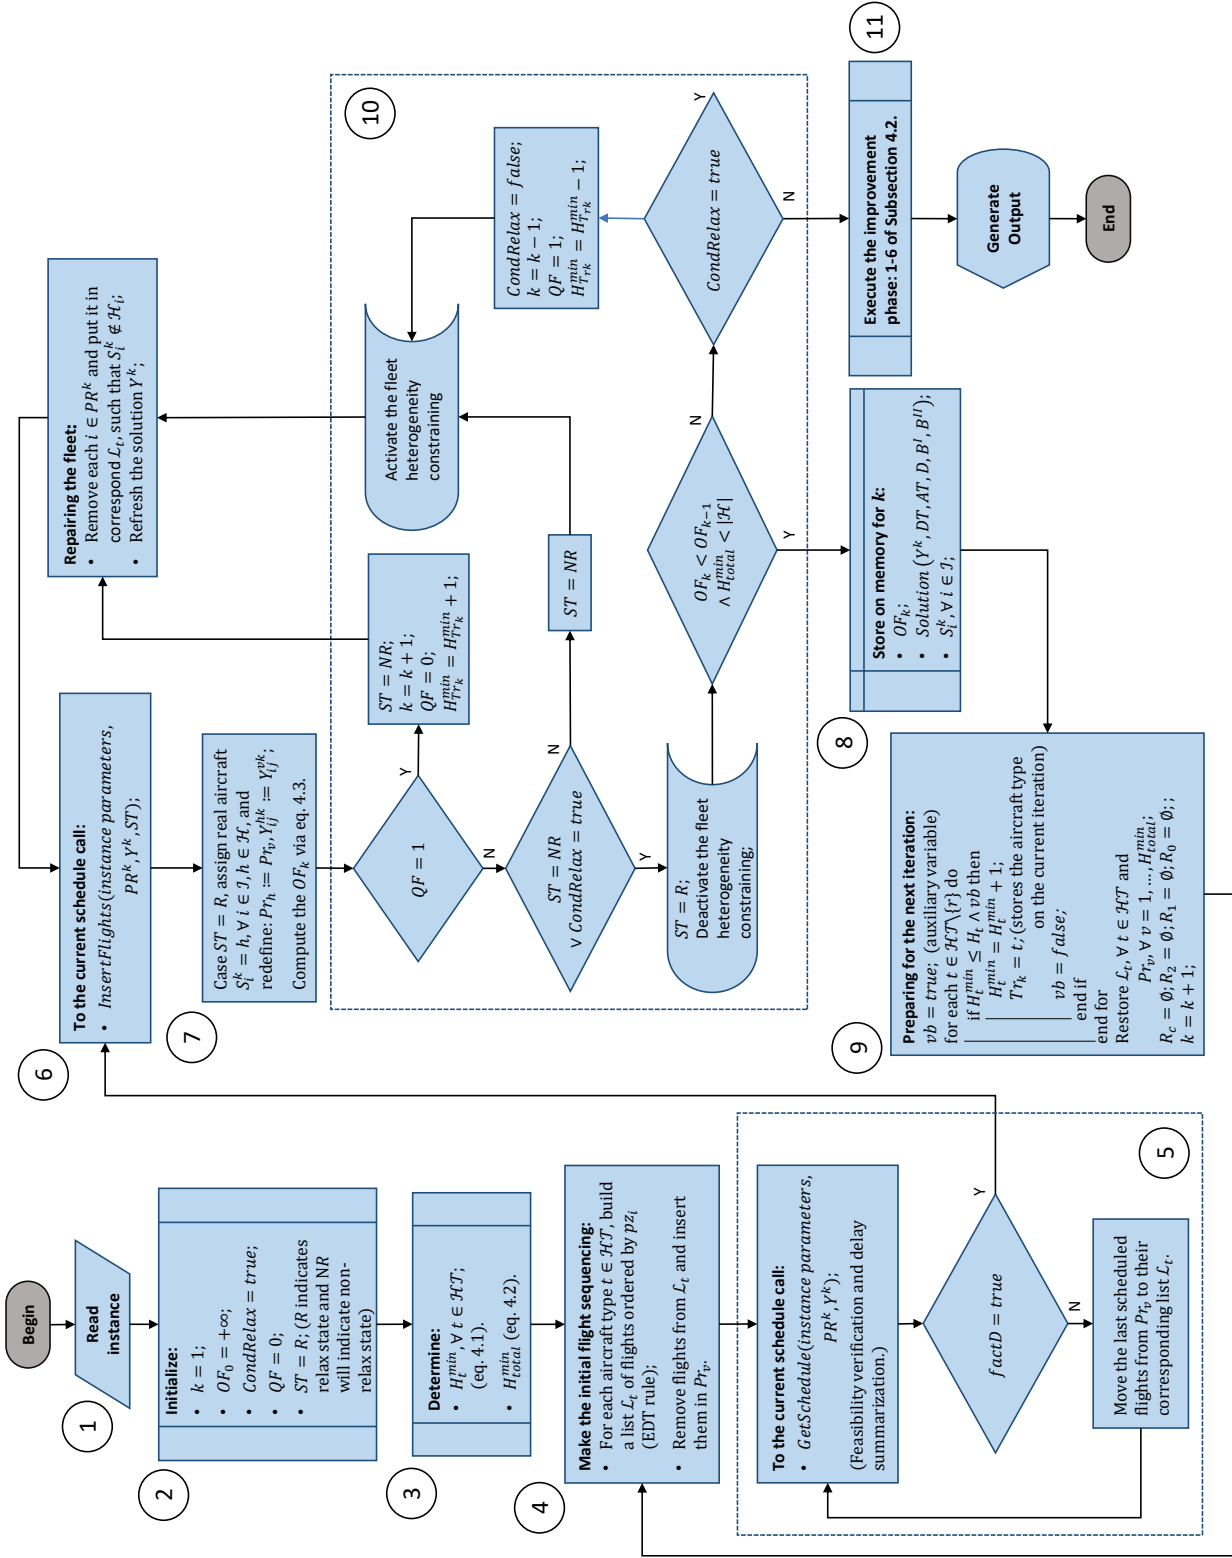 Begin
1
Read
instance
2
Initialize:
• k = 1;
• OF₀ = +∞;
• CondRelax = true;
• QF = 0;
• ST = R; (R indicates
relax state and NR
will indicate non-
relax state)
3
Determine:
• H_t^min, ∀ t ∈ ℋ𝒯;
(eq. 4.1).
• H_total^min (eq. 4.2).
4
Make the initial flight sequencing:
• For each aircraft type t ∈ ℋ𝒯, build
a list ℒ_t of flights ordered by pz_i
(EDT rule);
• Remove flights from ℒ_t and insert
them in Pr_v.
5
To the current schedule call:
• GetSchedule(instance parameters,
PR^k, Y^k);
(Feasibility verification and delay
summarization.)
factD = true
Y
N
Move the last scheduled
flights from Pr_v to their
corresponding list ℒ_t.
6
To the current schedule call:
• InsertFlights(instance parameters,
PR^k, Y^k, ST);
7
Case ST = R, assign real aircraft
S_i^k = h, ∀ i ∈ ℐ, h ∈ ℋ, and
redefine: Pr_h ≔ Pr_v, Y_ij^hk ≔ Y_ij^vk;
Compute the OF_k via eq. 4.3.
10
QF = 1
Y
N
ST = NR;
k = k + 1;
QF = 0;
H_Tr_k^min = H_Tr_k^min + 1;
ST = NR
∨ CondRelax = true
N
Y
ST = NR
ST = R;
Deactivate the fleet
heterogeneity
constraining;
Repairing the fleet:
• Remove each i ∈ PR^k and put it in
correspond ℒ_t, such that S_i^k ∉ ℋ_i;
• Refresh the solution Y^k;
Activate the fleet
heterogeneity
constraining
CondRelax = false;
k = k − 1;
QF = 1;
H_Tr_k^min = H_Tr_k^min − 1;
OF_k < OF_k−1
∧ H_total^min < |ℋ|
N
Y
CondRelax = true
Y
N
8
Store on memory for k:
• OF_k;
• Solution (Y^k, DT, AT, D, B^I, B^II);
• S_i^k, ∀ i ∈ ℐ;
9
Preparing for the next iteration:
vb = true; (auxiliary variable)
for each t ∈ ℋ𝒯\{r} do
if H_t^min ≤ H_t ∧ vb then
H_t^min = H_t^min + 1;
Tr_k = t; (stores the aircraft type
on the current iteration)
vb = false;
end if
end for
Restore ℒ_t, ∀ t ∈ ℋ𝒯 and
Pr_v, ∀ v = 1, ..., H_total^min;
R_c = ∅; R₂ = ∅; R₁ = ∅; R₀ = ∅; ;
k = k + 1;
11
Execute the improvement
phase: 1-6 of Subsection 4.2.
Generate
Output
End